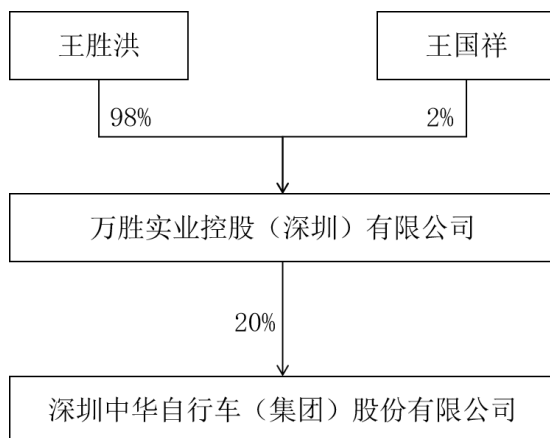 王胜洪
王国祥
98%
2%
万胜实业控股（深圳）有限公司
20%
深圳中华自行车（集团）股份有限公司